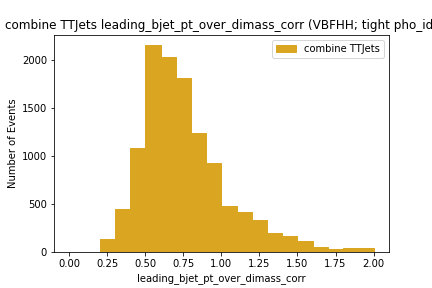 combine TTJets leading_bjet_pt_over_dimass_corr (VBFHH; tight pho_id
combine TTJets
Number of Events
2000
1500
1000
500
0
0.00 0.25 0.50 0.75 1.00 1.25 1.50 1.75 2.00
leading_bjet_pt_over_dimass_corr